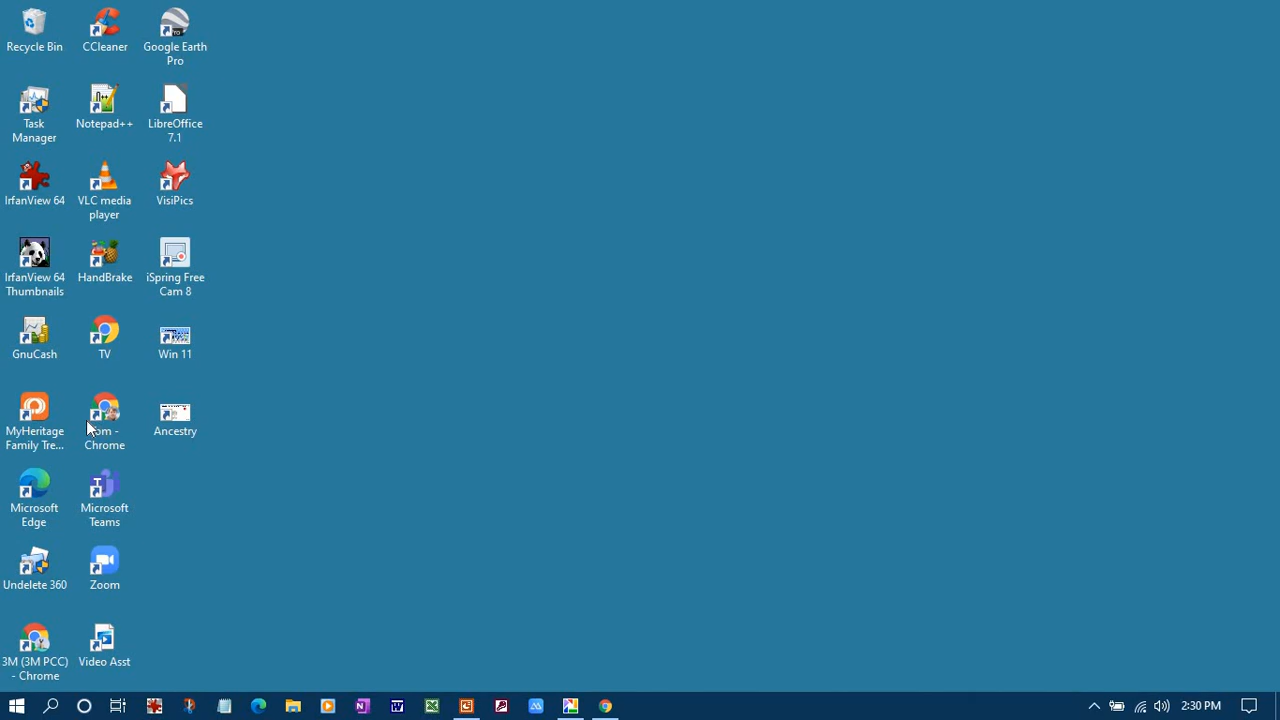 Recycle Bin
CCleaner
Google Earth
Pro
Task
Manager
Notepad++
LibreOffice
7.1
IrfanView 64
VLC media
player
VisiPics
IrfanView 64
Thumbnails
HandBrake
iSpring Free
Cam 8
GnuCash
TV
Win 11
MyHeritage
Family Tre...
om -
Chrome
Ancestry
Microsoft
Edge
Microsoft
Teams
Undelete 360
Zoom
3M (3M PCC)
- Chrome
Video Asst
2:30 PM